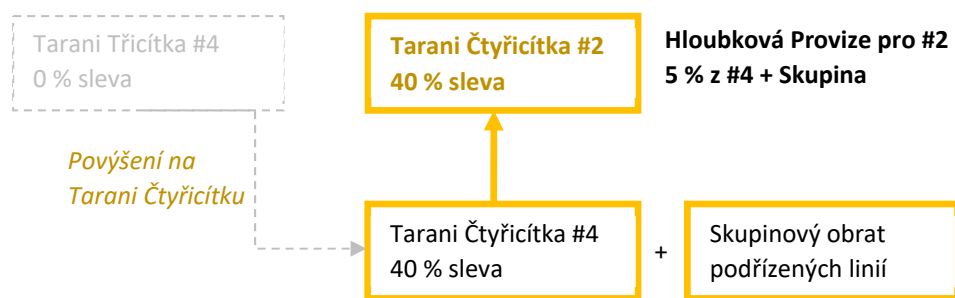 Tarani Třicítka #4
0 % sleva
Tarani Čtyřicítka #2
40 % sleva
Hloubková Provize pro #2
5 % z #4 + Skupina
Povýšení na
Tarani Čtyřicítku
Tarani Čtyřicítka #4
40 % sleva
+
Skupinový obrat
podřízených linií